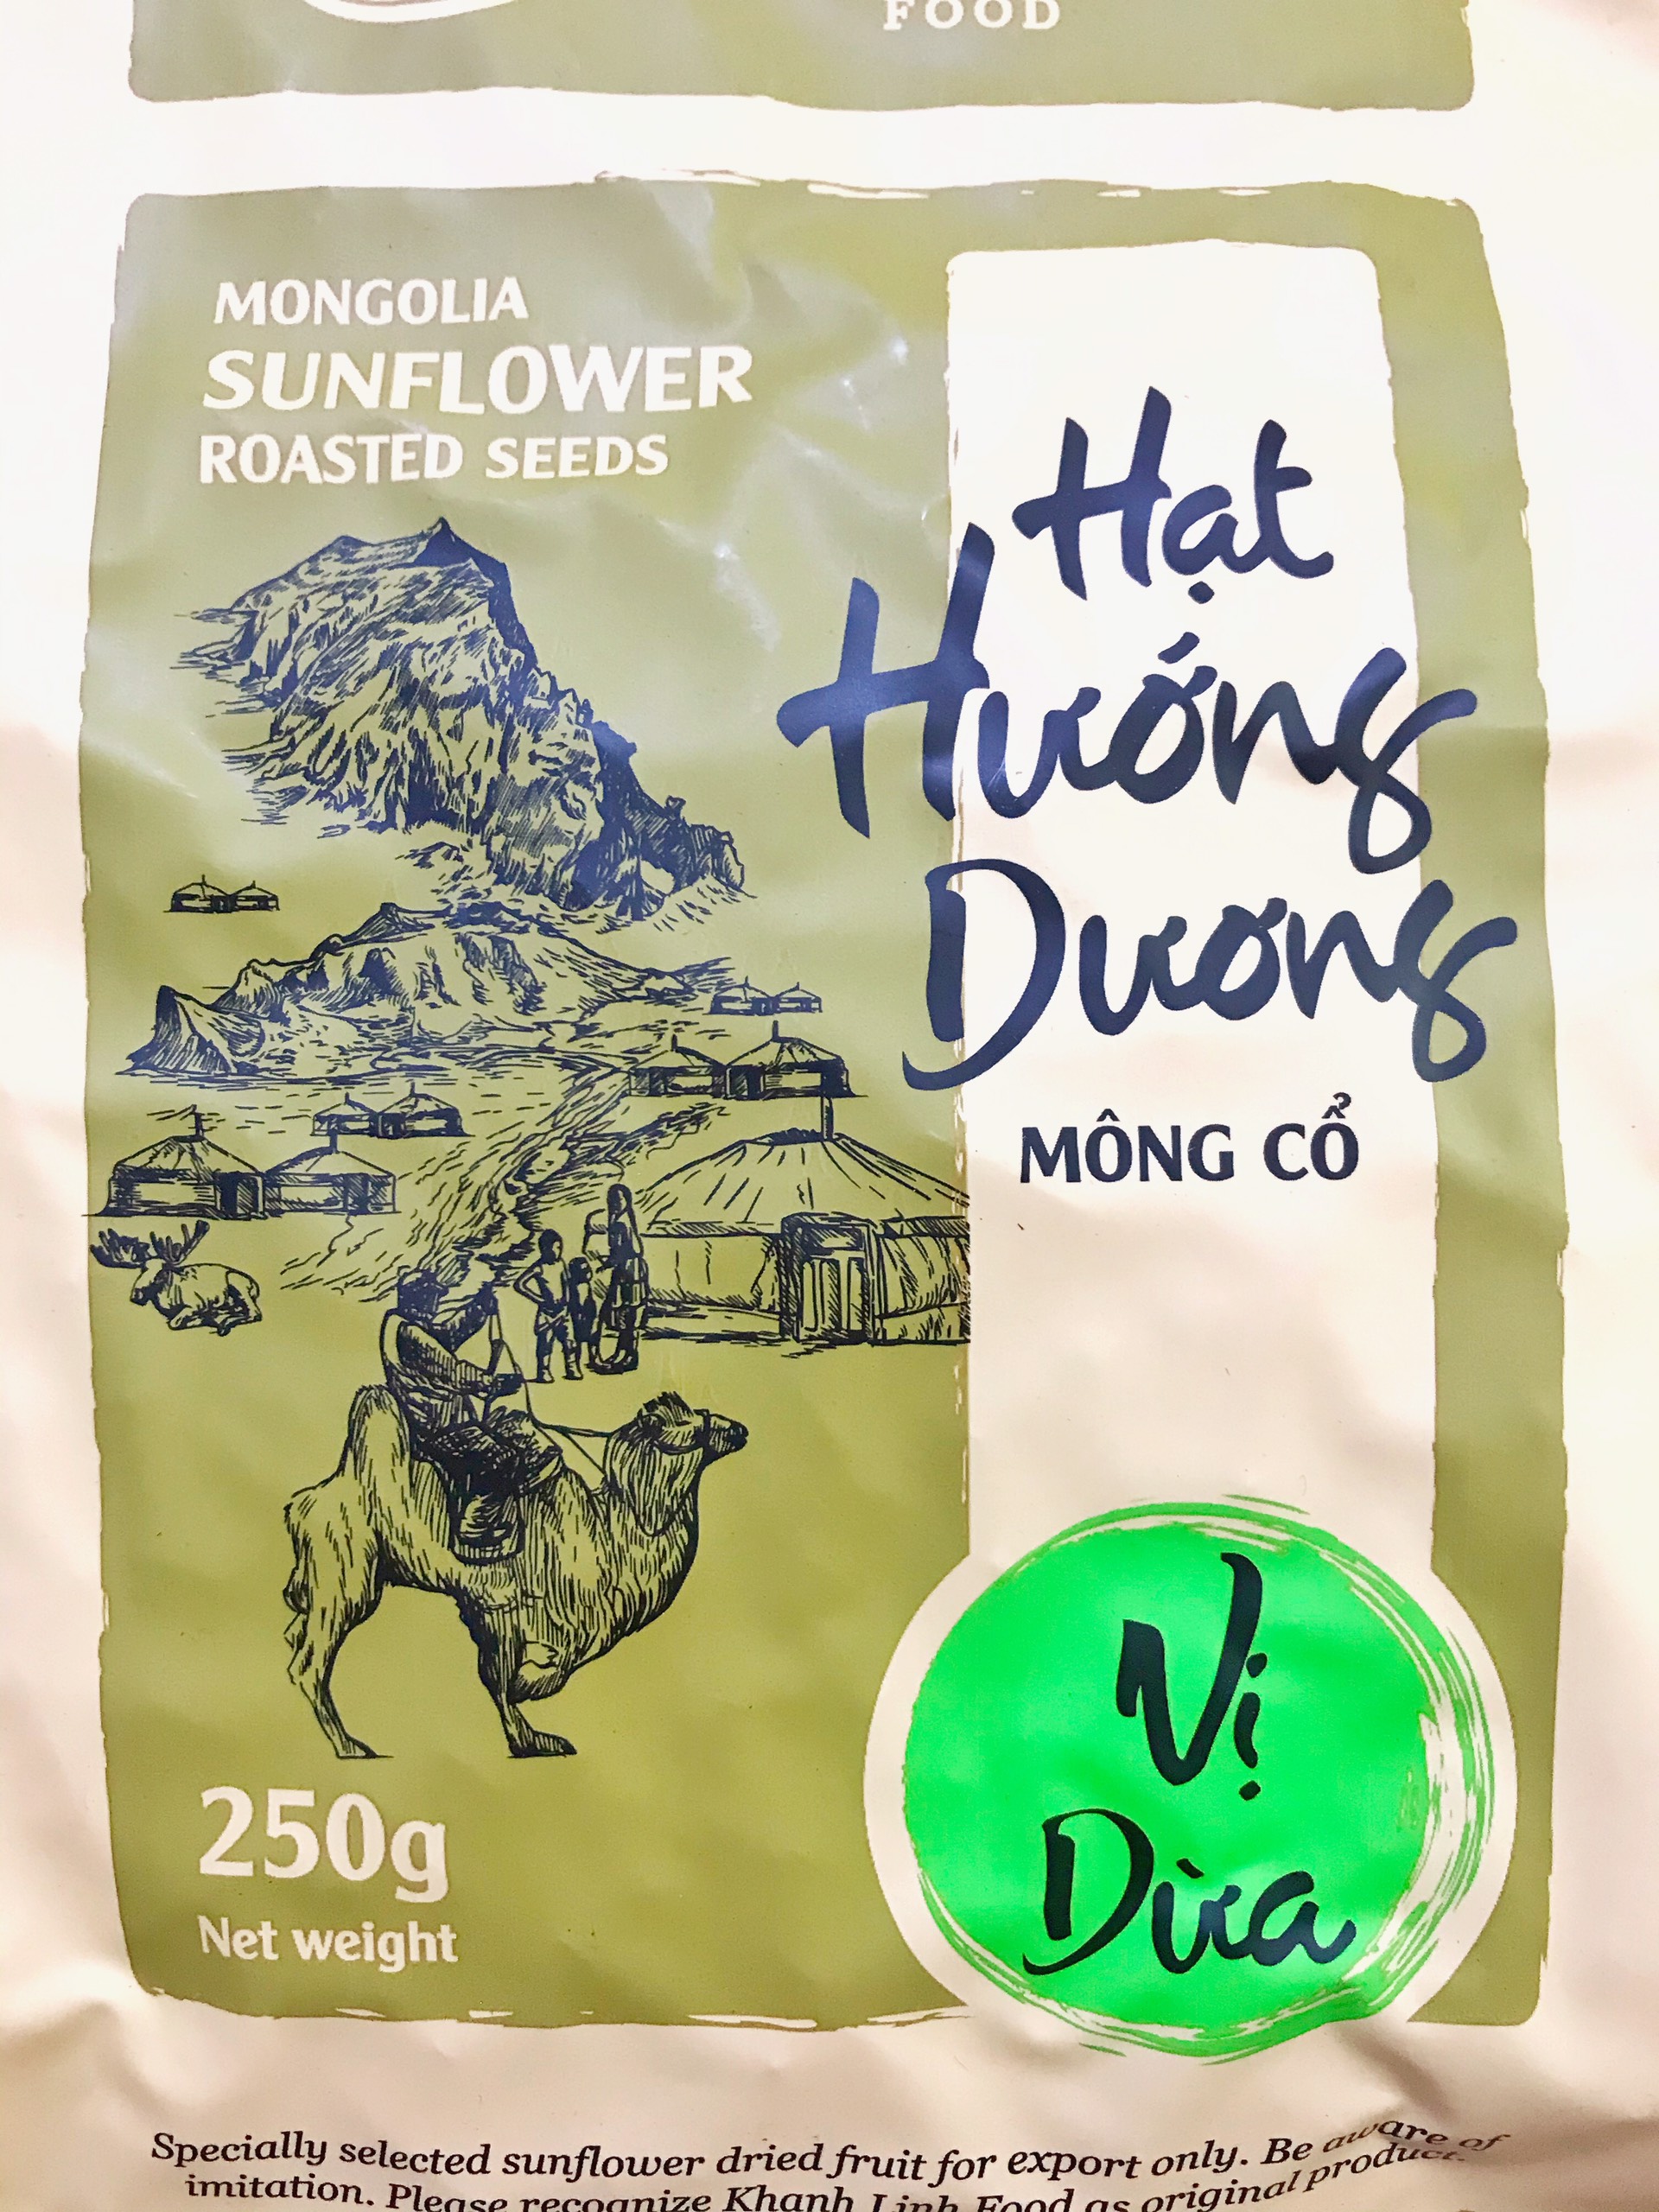 FOOD
MONGOLIA
SUNFLOWER
ROASTED SEEDS
Hạt
Hướng
Dương
MÔNG CỔ
Vị
Dừa
250g
Net weight
Specially selected sunflower dried fruit for export only. Be aware of
imitation. Please recognize Khanh Linh Food as original product.